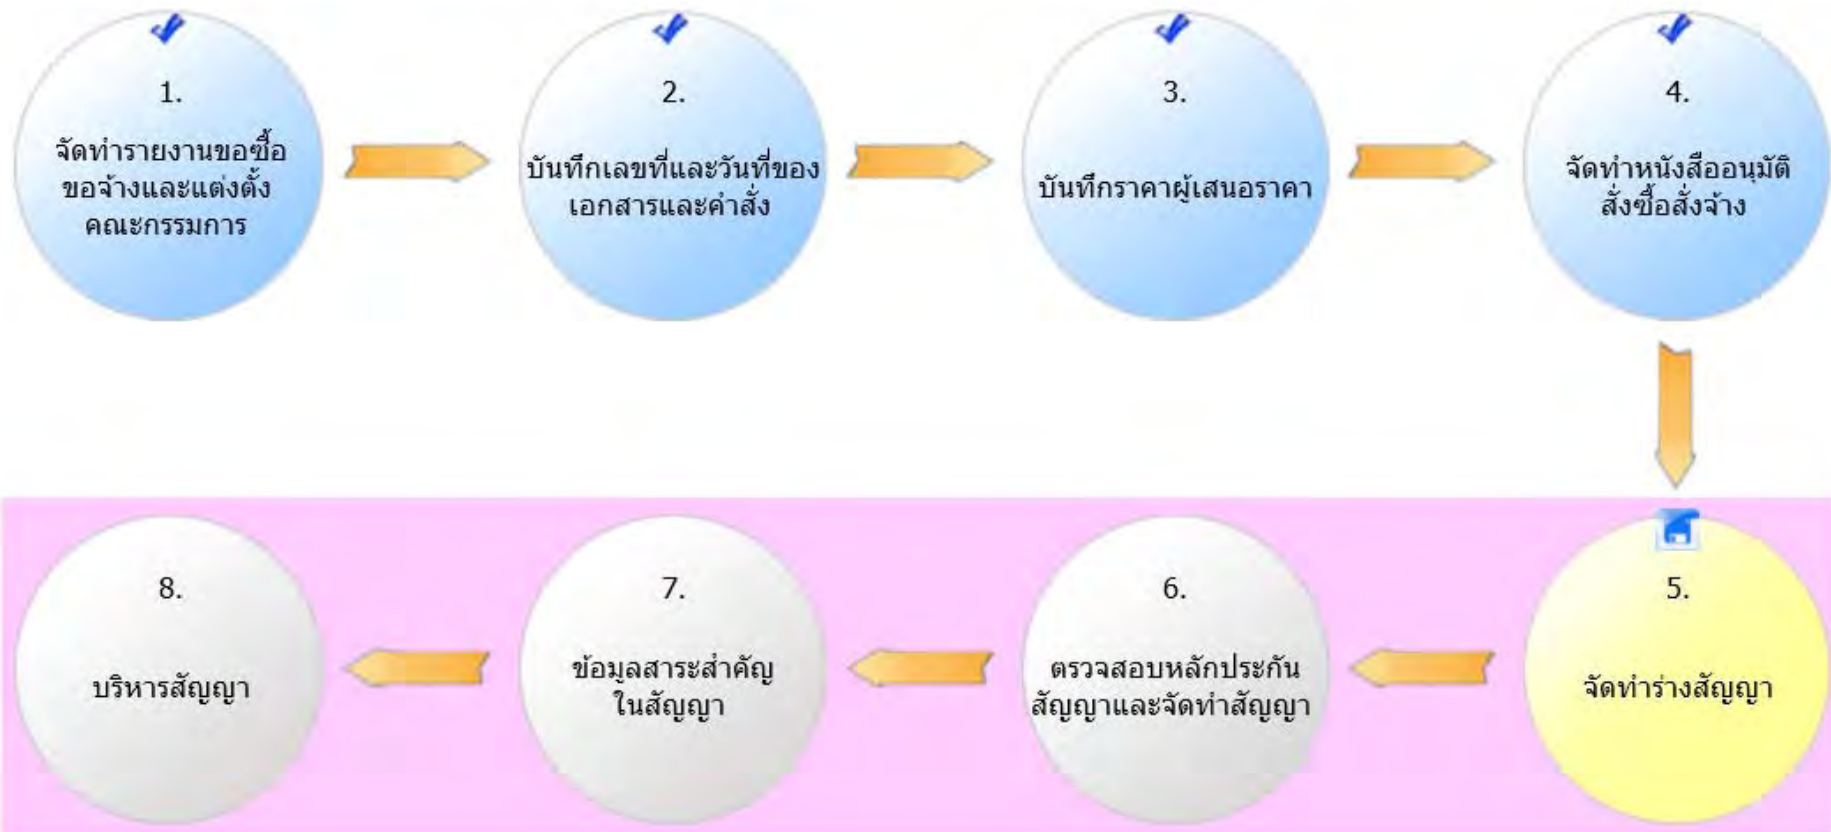 1.
จัดทำรายงานขอซื้อ
ขอจ้างและแต่งตั้ง
คณะกรรมการ
2.
บันทึกเลขที่และวันที่ของ
เอกสารและคำสั่ง
3.
บันทึกราคาผู้เสนอราคา
4.
จัดทำหนังสืออนุมัติ
สั่งซื้อสั่งจ้าง
5.
จัดทำร่างสัญญา
6.
ตรวจสอบหลักประกัน
สัญญาและจัดทำสัญญา
7.
ข้อมูลสาระสำคัญ
ในสัญญา
8.
บริหารสัญญา